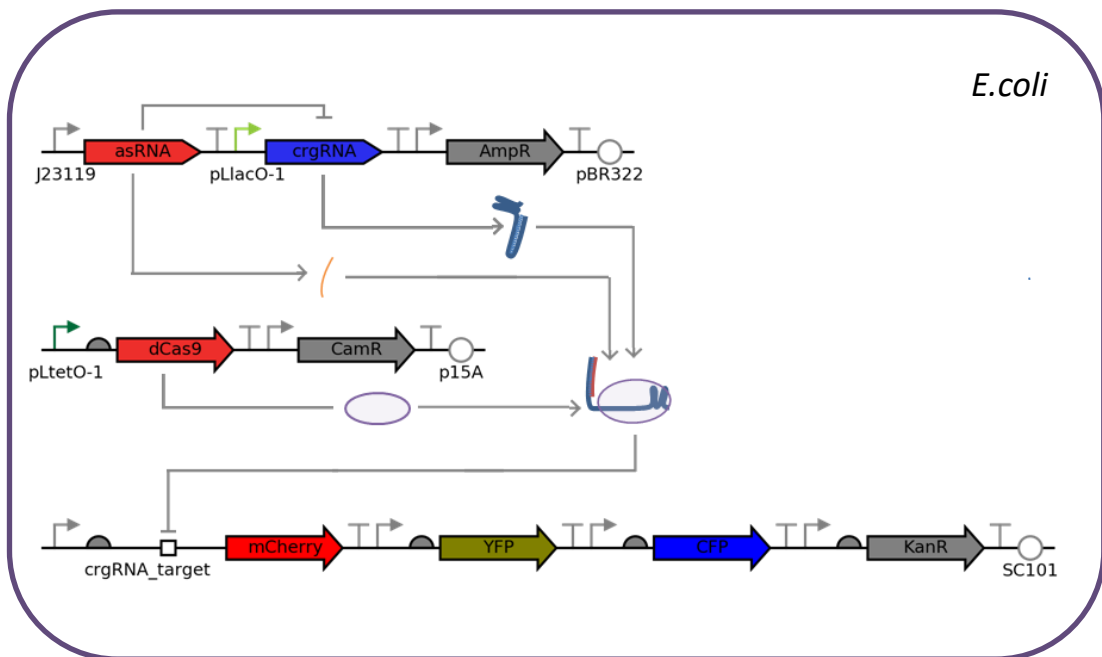 E.coli
asRNA
crgRNA
AmpR
J23119
pLlacO-1
pBR322
dCas9
CamR
pLtetO-1
p15A
mCherry
YFP
CFP
KanR
crgRNA_target
SC101